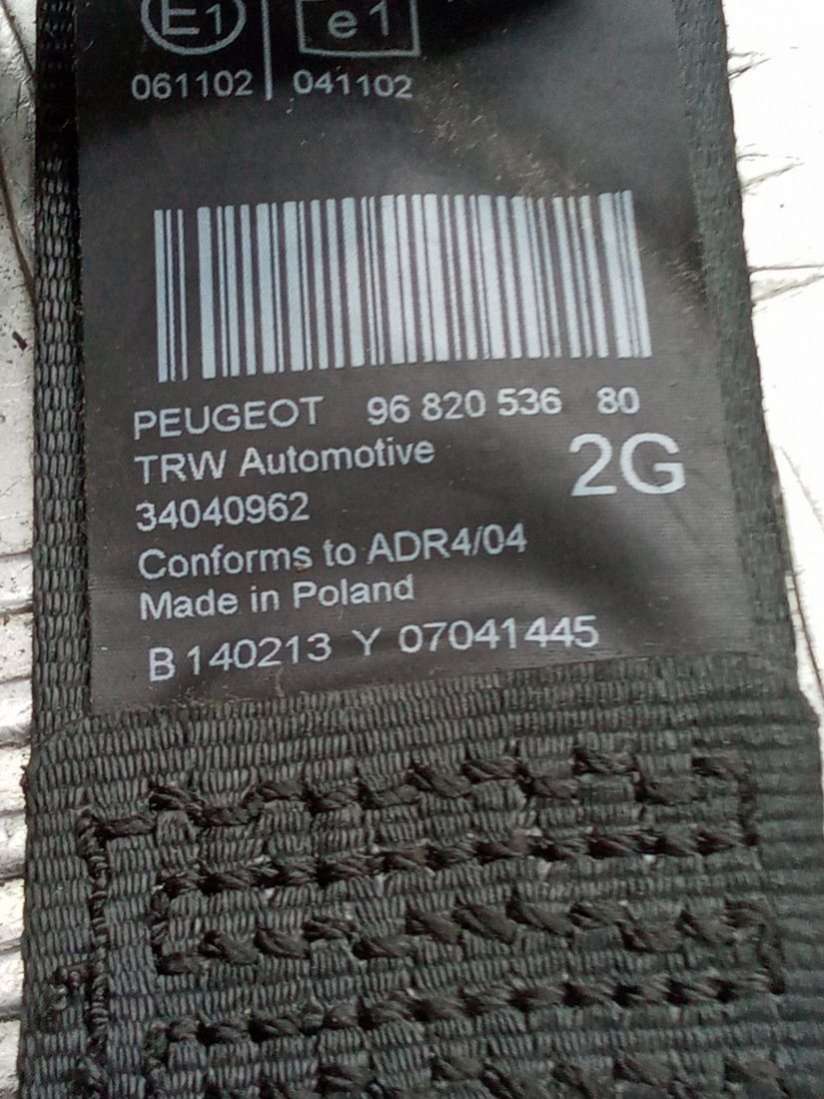 E1 e1
061102 041102
PEUGEOT 96 820 536 80
TRW Automotive 2G
34040962
Conforms to ADR4/04
Made in Poland
B 140213 Y 07041445